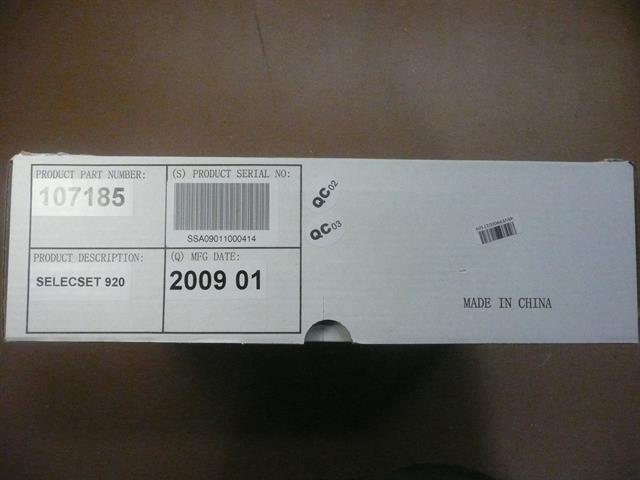 PRODUCT PART NUMBER:
107185
(S) PRODUCT SERIAL NO:
SSA09011000414
PRODUCT DESCRIPTION:
SELECSET 920
(Q) MFG DATE:
2009 01
QC02
QC03
MADE IN CHINA